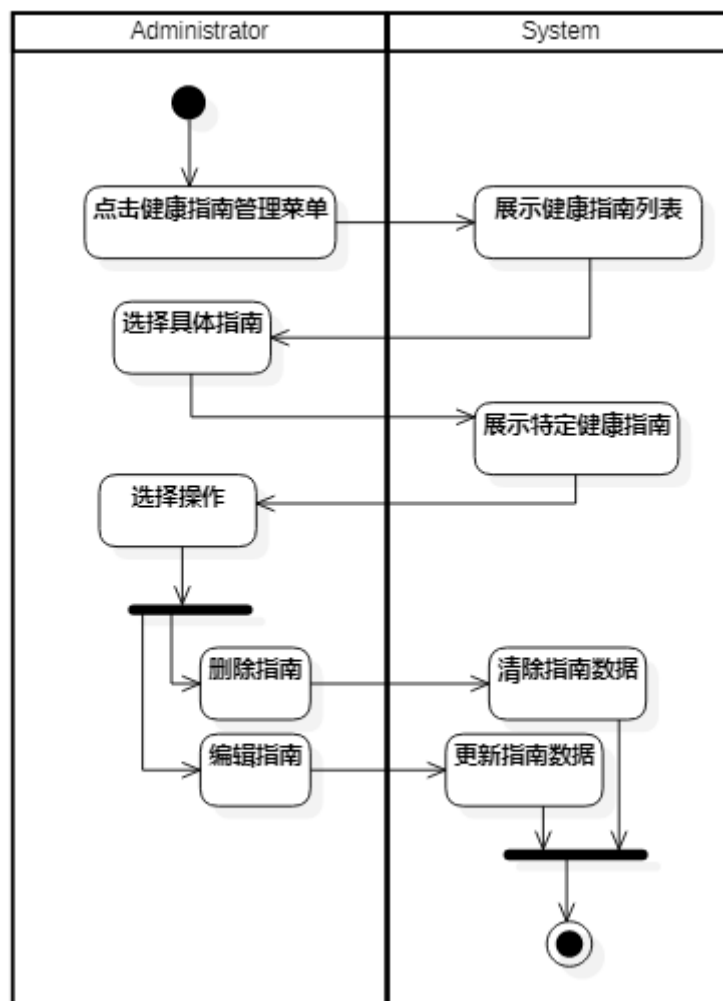 Administrator
System
点击健康指南管理菜单
展示健康指南列表
选择具体指南
展示特定健康指南
选择操作
删除指南
清除指南数据
编辑指南
更新指南数据